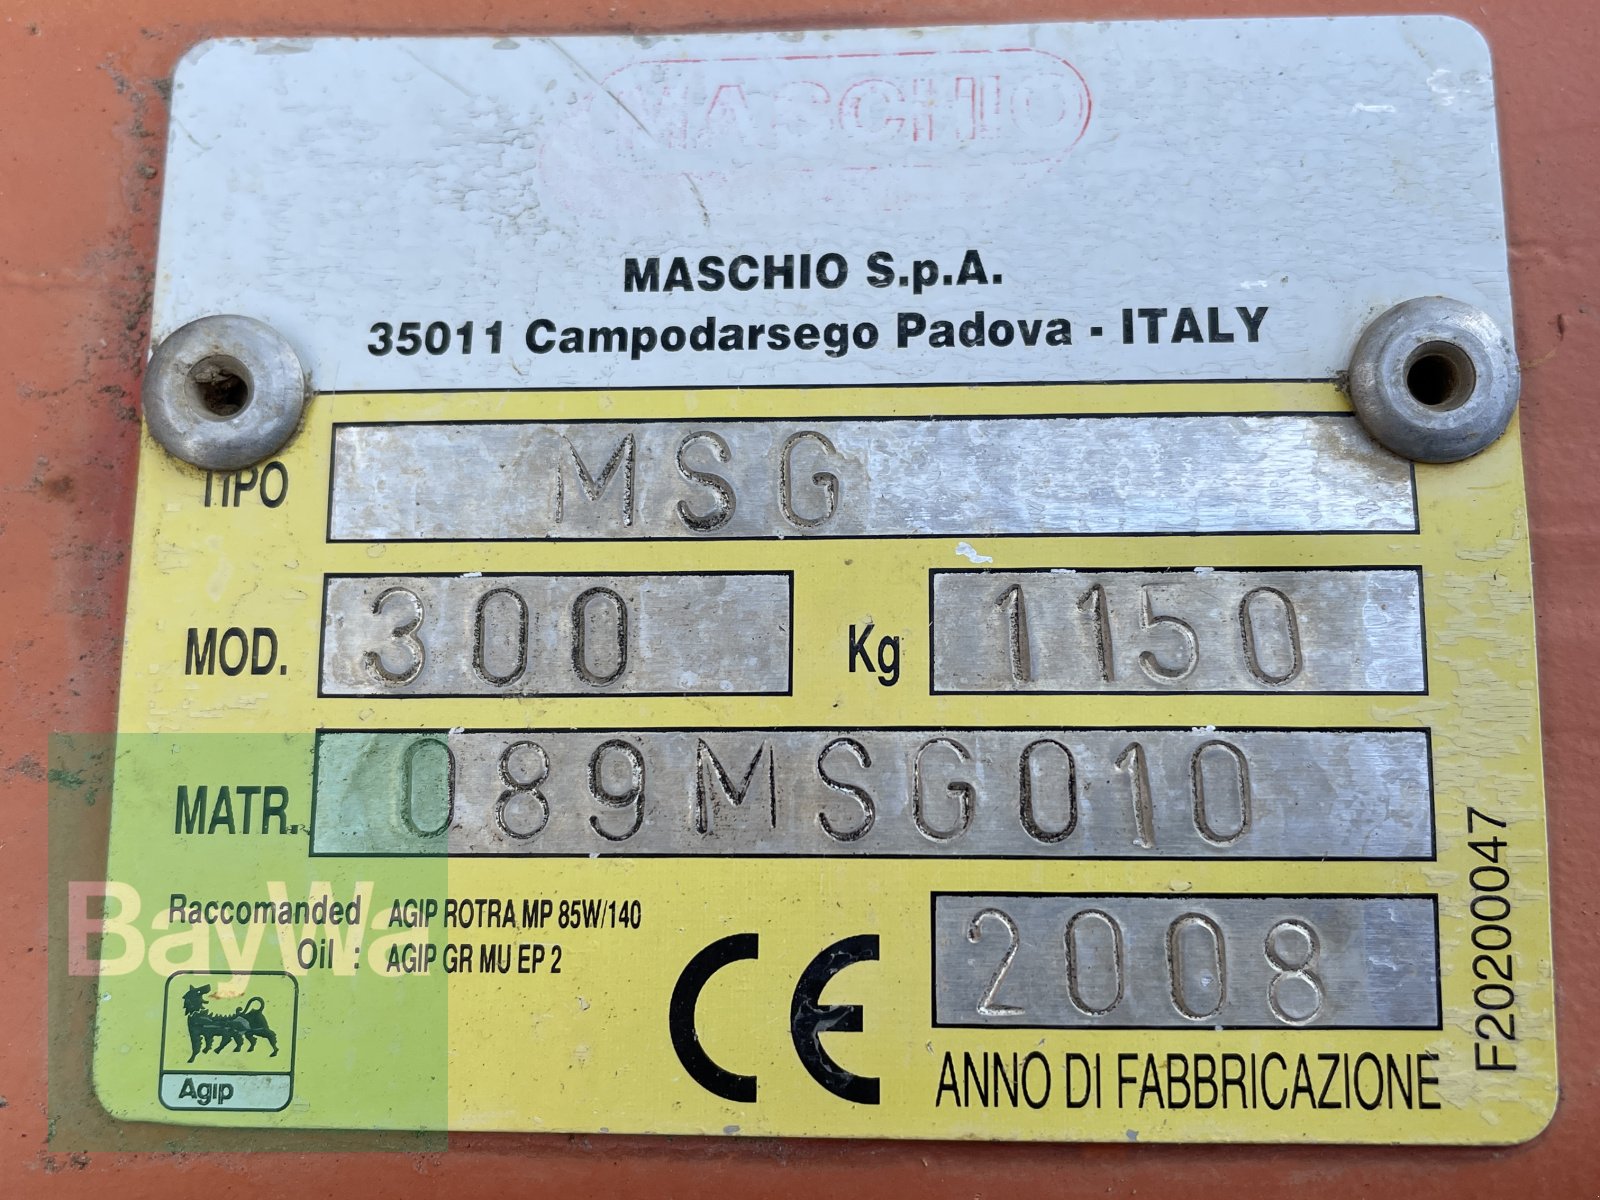 MASCHIO
MASCHIO S.p.A.
35011 Campodarsego Padova - ITALY
TIPO MSG
MOD. 300 Kg 1150
MATR. 089MSG010
Raccomanded Oil : AGIP ROTRA MP 85W/140
AGIP GR MU EP 2
Agip
CE
2008
ANNO DI FABBRICAZIONE
F20200047
BayWa